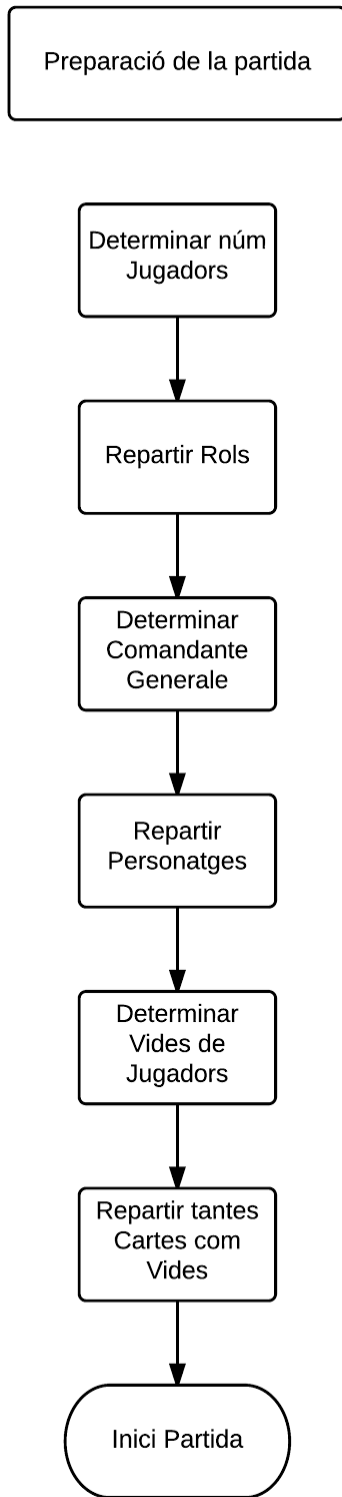 Preparació de la partida
Determinar núm
Jugadors
Repartir Rols
Determinar
Comandante
Generale
Repartir
Personatges
Determinar
Vides de
Jugadors
Repartir tantes
Cartes com
Vides
Inici Partida